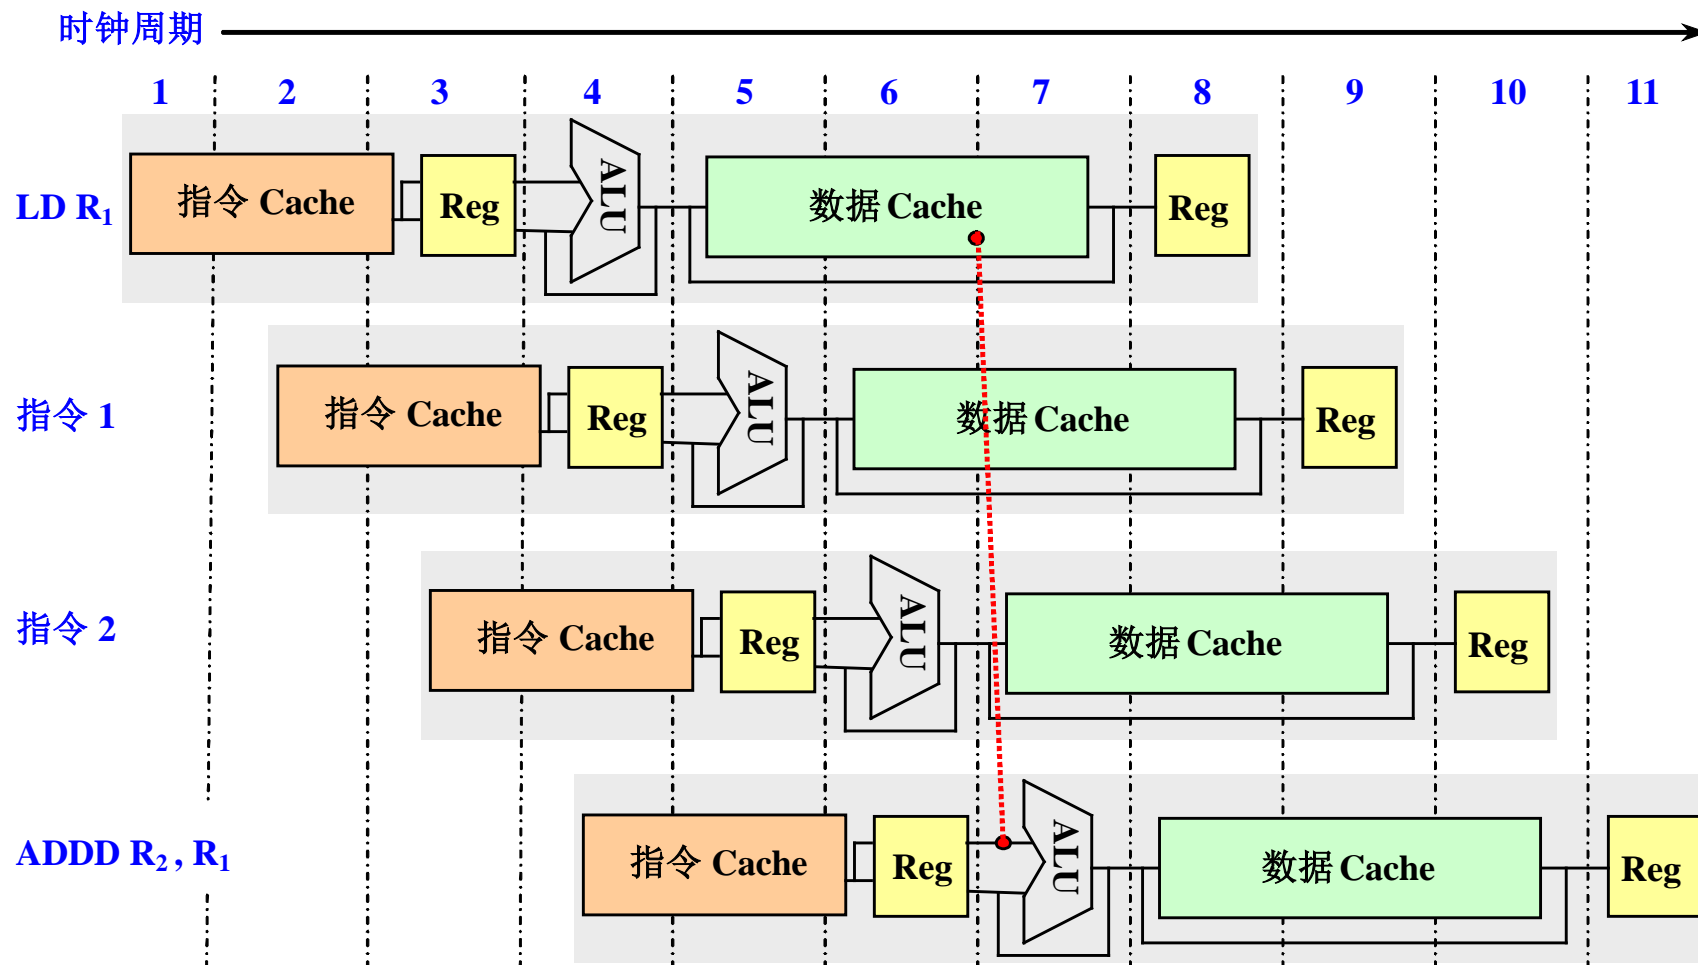 时钟周期
1 2 3 4 5 6 7 8 9 10 11
LD R₁ 指令 Cache Reg ALU 数据 Cache Reg
指令 1 指令 Cache Reg ALU 数据 Cache Reg
指令 2 指令 Cache Reg ALU 数据 Cache Reg
ADDD R₂ , R₁ 指令 Cache Reg ALU 数据 Cache Reg